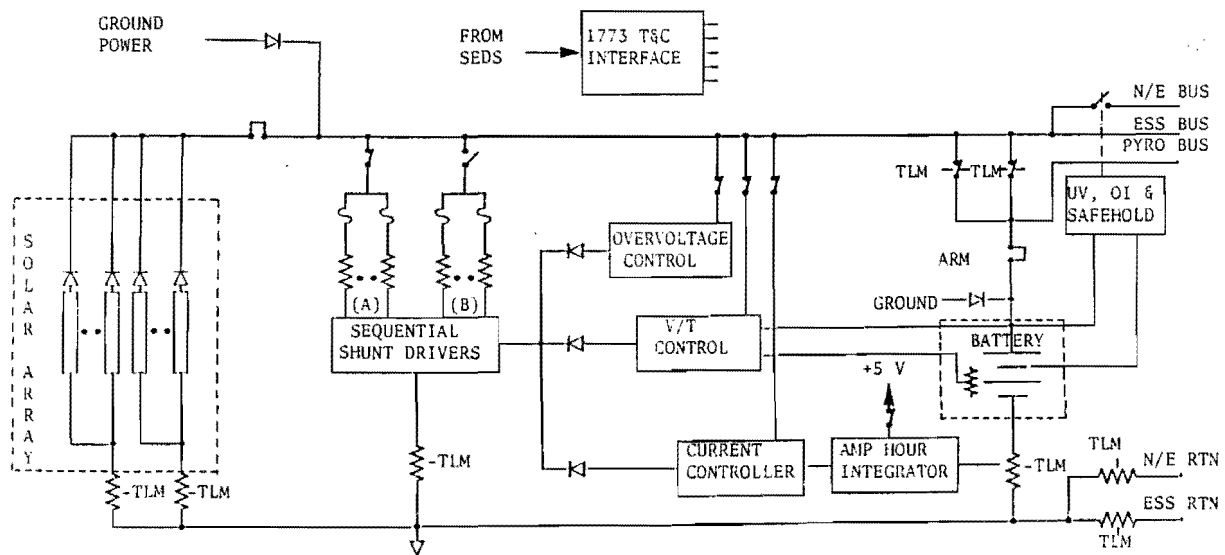 GROUND
POWER
FROM
SEDS
1773 T&C
INTERFACE
N/E BUS
ESS BUS
PYRO BUS
TLM
TLM
UV, OI &
SAFEHOLD
SOLAR ARRAY
OVERVOLTAGE
CONTROL
ARM
(A)
(B)
GROUND
SEQUENTIAL
SHUNT DRIVERS
V/T
CONTROL
BATTERY
+5 V
-TLM
-TLM
-TLM
CURRENT
CONTROLLER
AMP HOUR
INTEGRATOR
-TLM
TLM
N/E RTN
ESS RTN
TLM